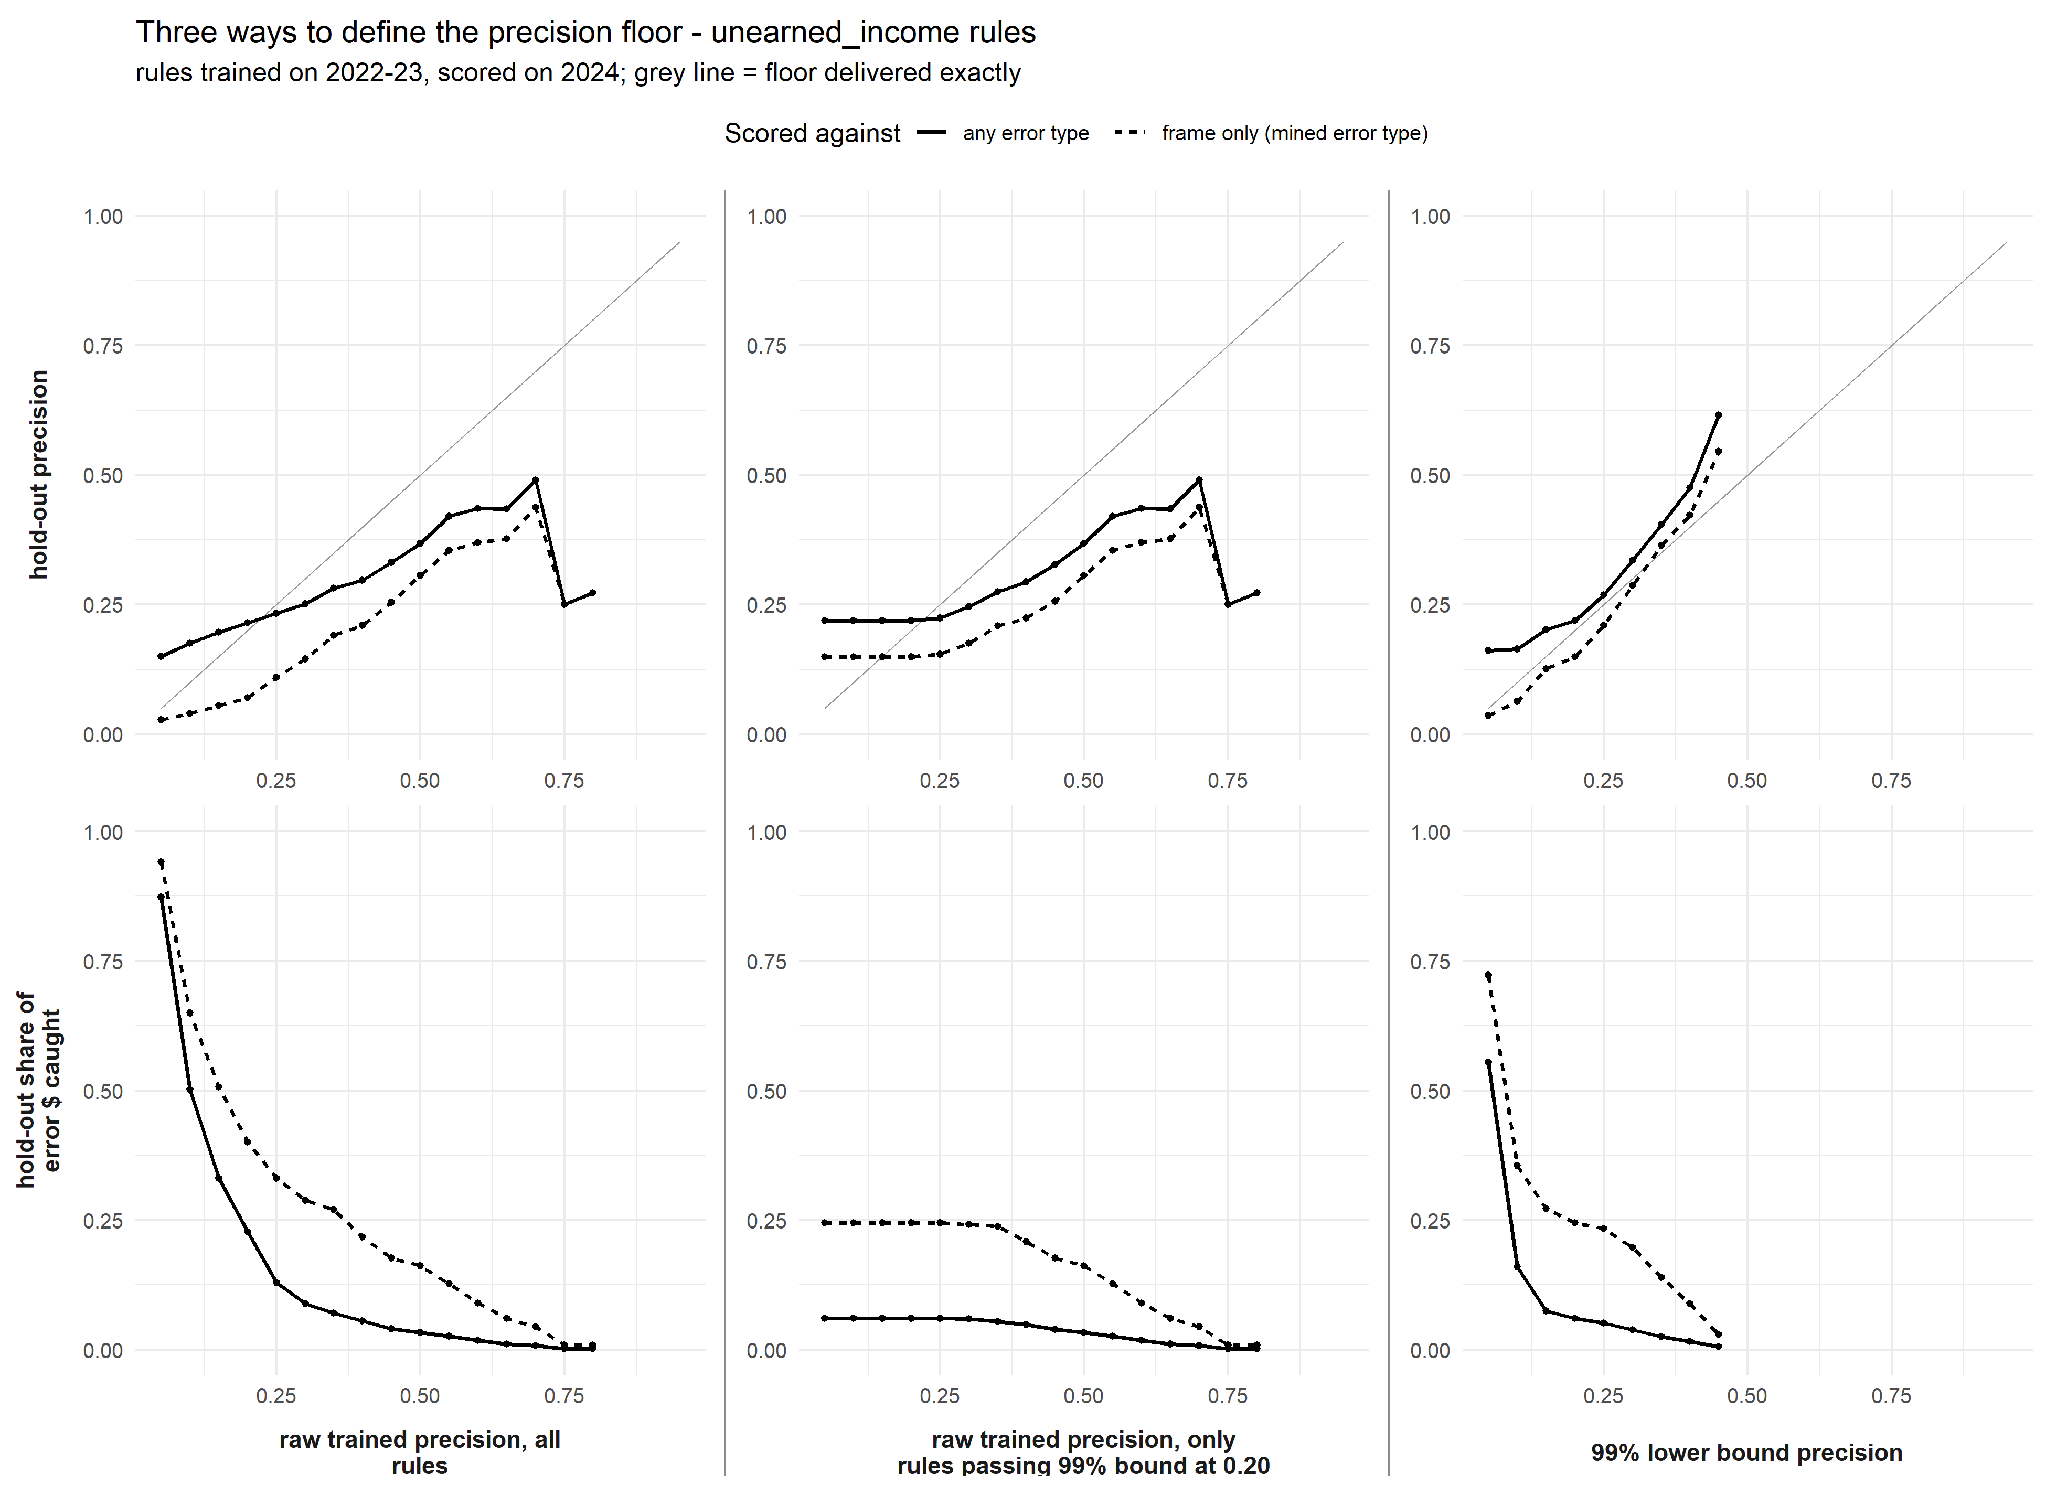 Three ways to define the precision floor - unearned_income rules
rules trained on 2022-23, scored on 2024; grey line = floor delivered exactly
Scored against any error type frame only (mined error type)
hold-out precision
1.00
0.75
0.50
0.25
0.00
0.25 0.50 0.75
1.00
0.75
0.50
0.25
0.00
0.25 0.50 0.75
1.00
0.75
0.50
0.25
0.00
0.25 0.50 0.75
hold-out share of
error $ caught
1.00
0.75
0.50
0.25
0.00
0.25 0.50 0.75
raw trained precision, all
rules
1.00
0.75
0.50
0.25
0.00
0.25 0.50 0.75
raw trained precision, only
rules passing 99% bound at 0.20
1.00
0.75
0.50
0.25
0.00
0.25 0.50 0.75
99% lower bound precision